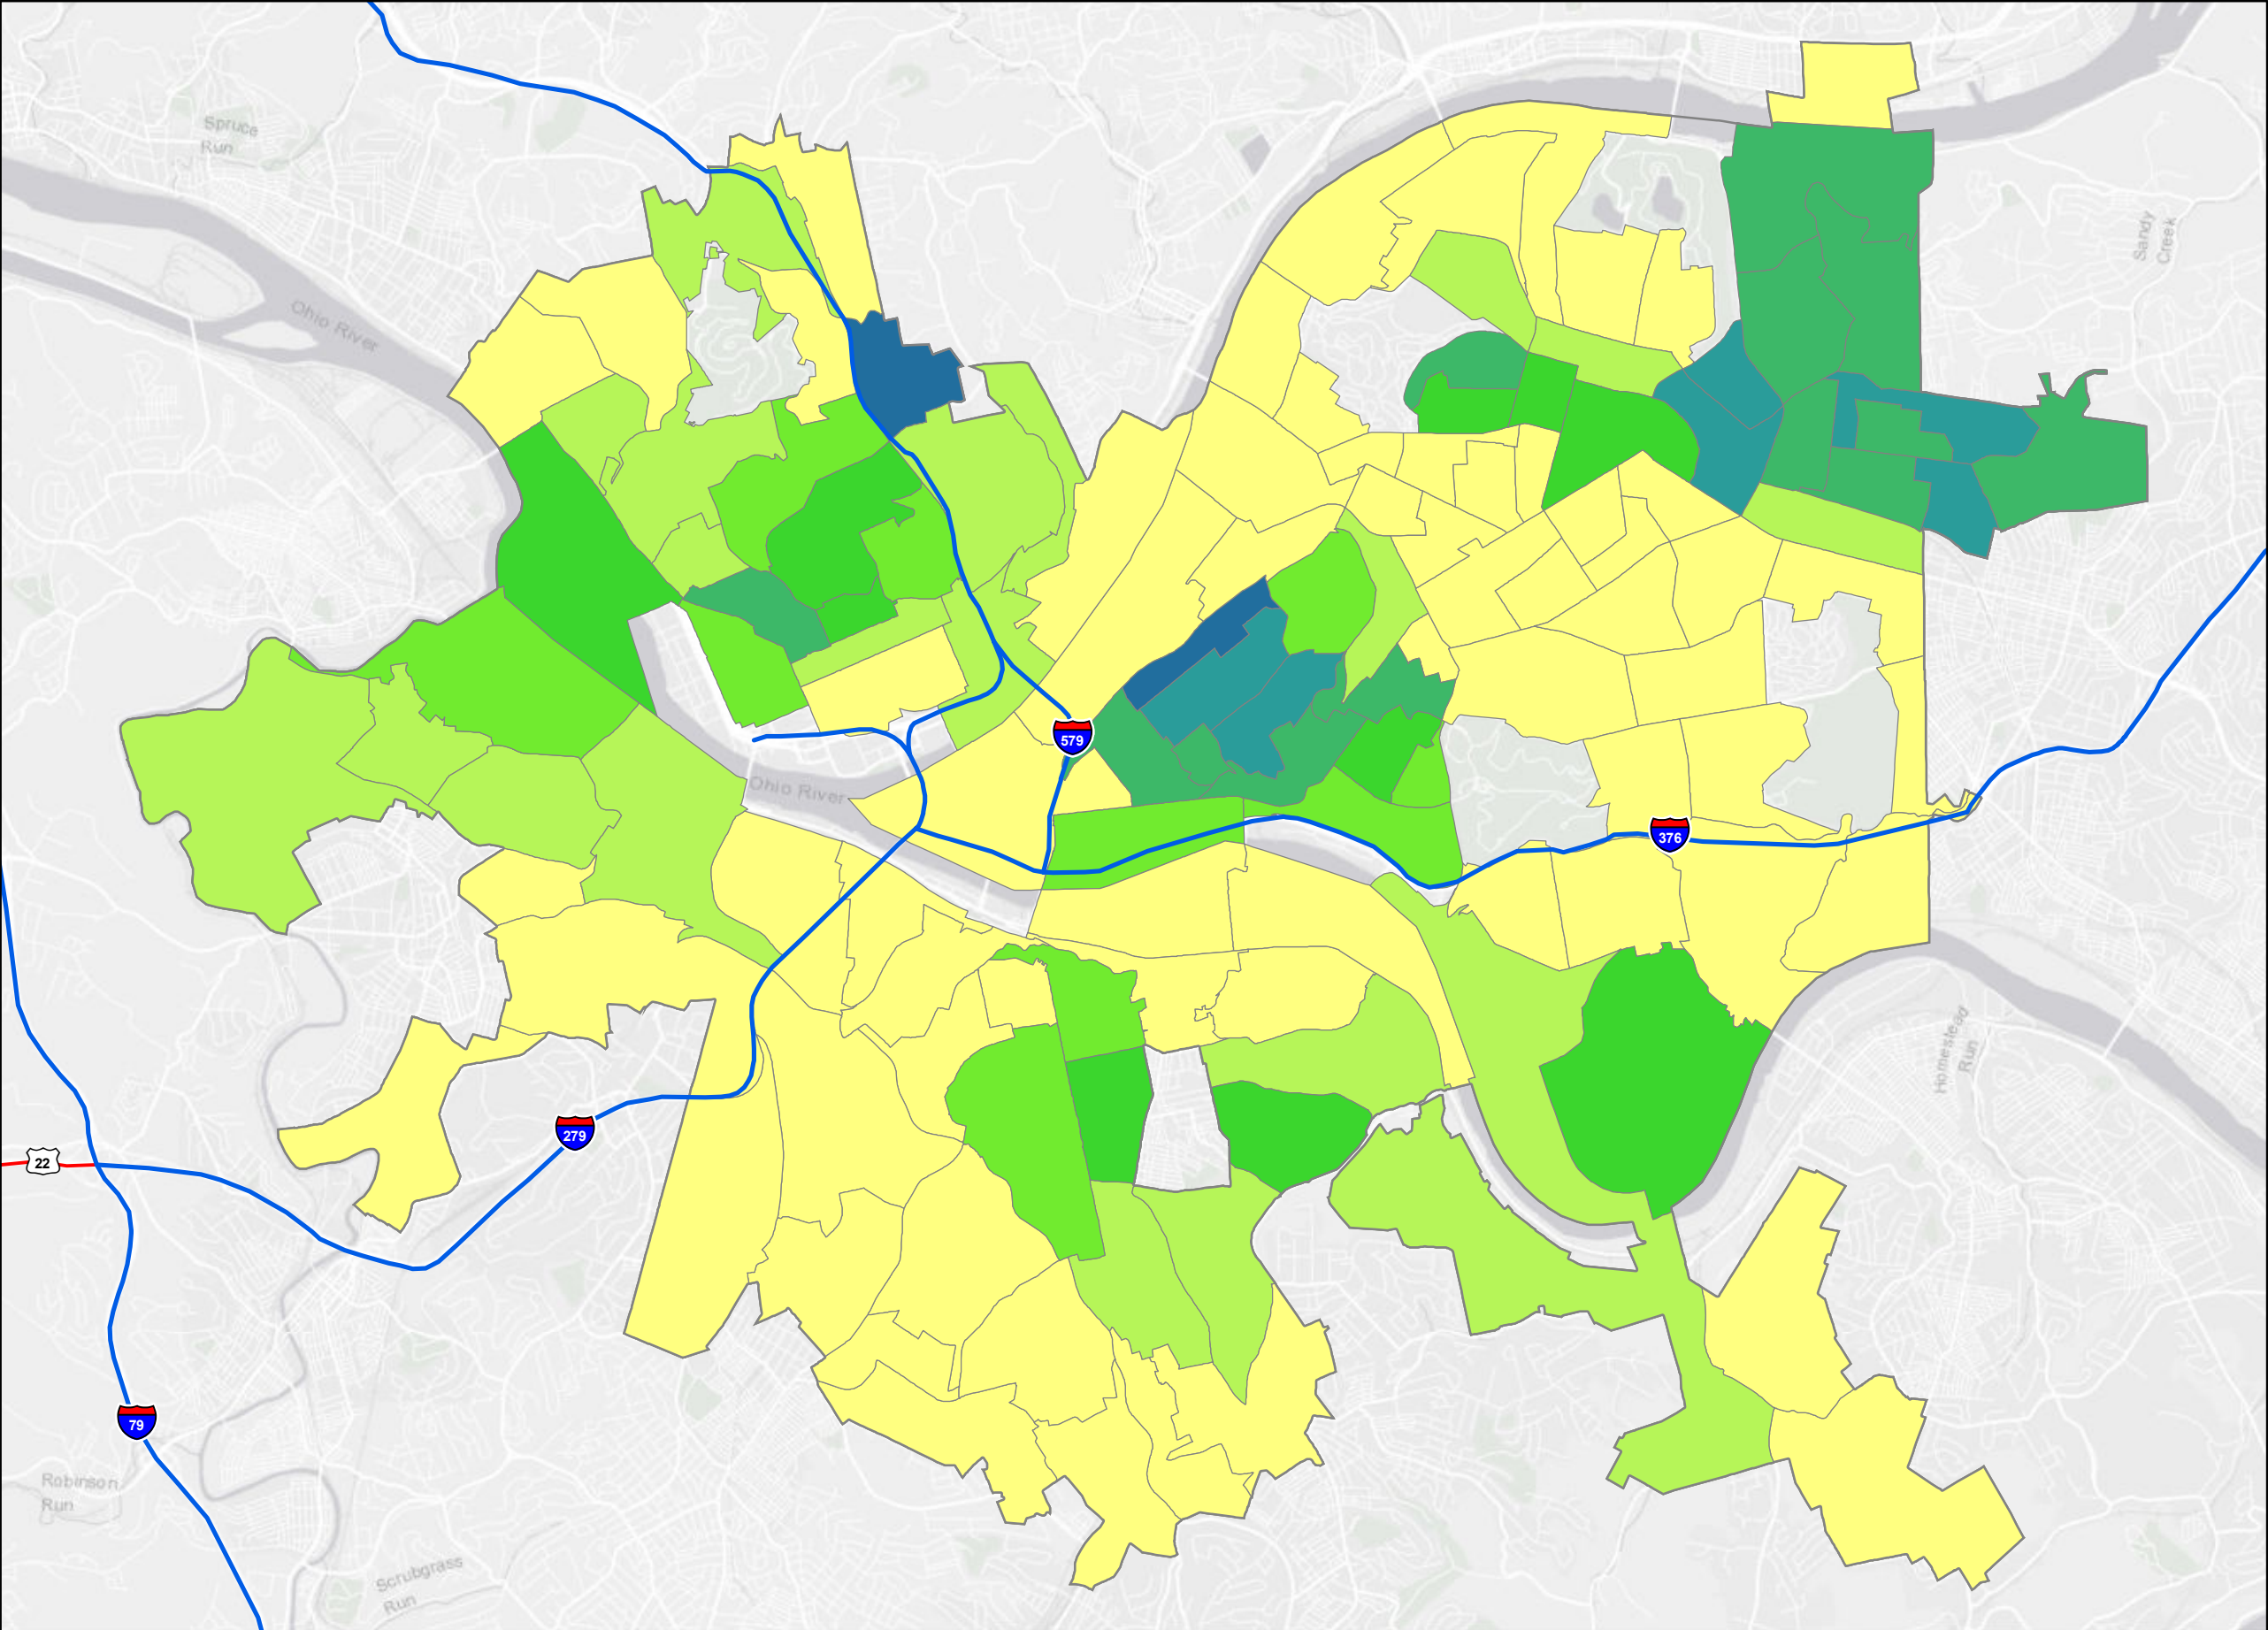 Spruce
Run
Sandy
Creek
Ohio River
579
Ohio River
376
Homestead
Run
279
22
79
Robinson
Run
Scrubgrass
Run